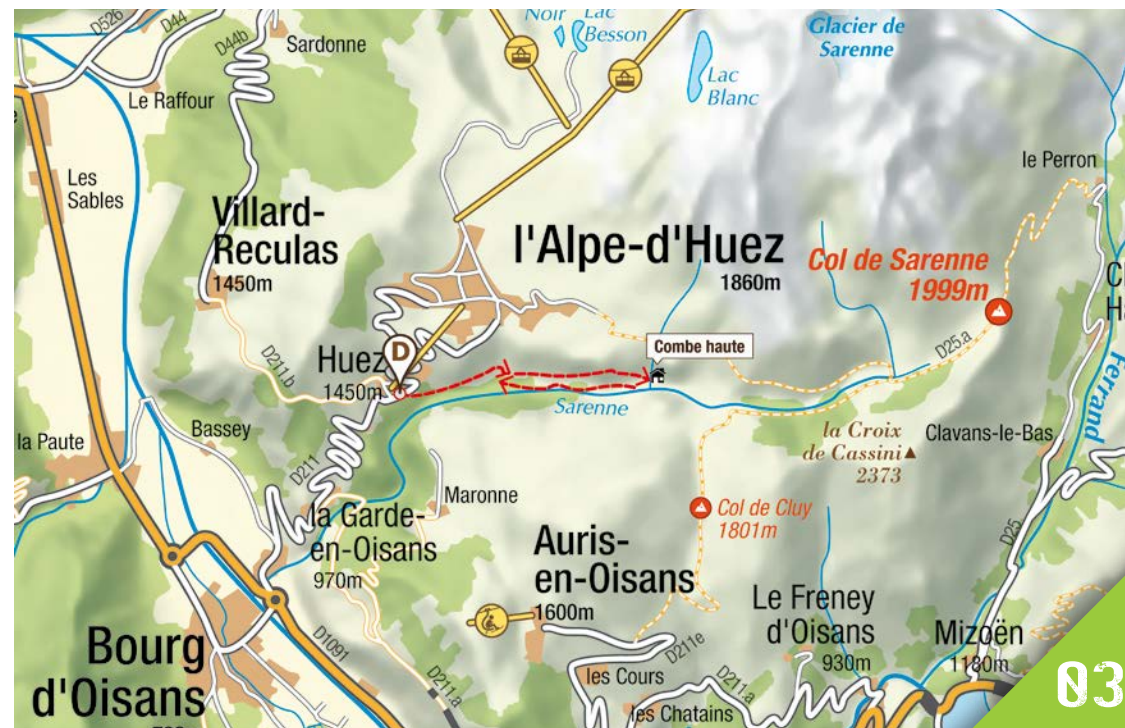 D526
D44
D44b
Sardonne
Noir
Lac
Besson
Glacier de
Sarenne
Le Raffour
Lac
Blanc
Les
Sables
le Perron
Villard-
Reculas
1450m
l'Alpe-d'Huez
1860m
Col de Sarenne
1999m
D
Huez
1450m
D211.b
Combe haute
D25.a
Sarenne
Ferrand
la Paute
Bassey
D211
la Croix
de Cassini
2373
Clavans-le-Bas
Maronne
la Garde-
en-Oisans
970m
Col de Cluy
1801m
D25
Auris-
en-Oisans
1600m
Le Freney
d'Oisans
930m
Mizoën
1180m
Bourg
d'Oisans
D1091
D211.a
D211e
les Cours
D211.a
les Chatains
03